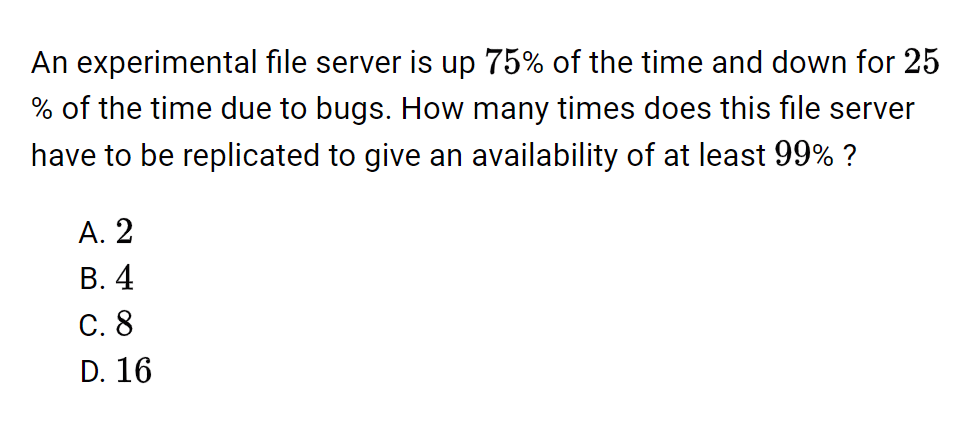 An experimental file server is up 75% of the time and down for 25
% of the time due to bugs. How many times does this file server
have to be replicated to give an availability of at least 99% ?
A. 2
B. 4
C. 8
D. 16